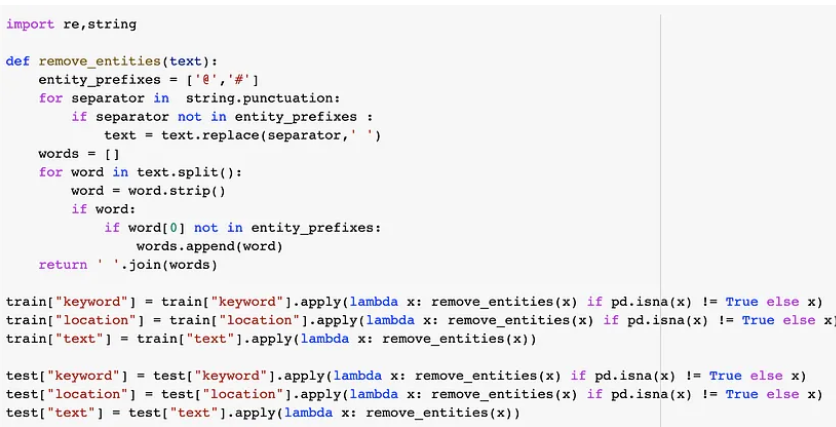 import re,string
def remove_entities(text):
    entity_prefixes = ['@','#']
    for separator in  string.punctuation:
        if separator not in entity_prefixes :
            text = text.replace(separator,' ')
    words = []
    for word in text.split():
        word = word.strip()
        if word:
            if word[0] not in entity_prefixes:
                words.append(word)
    return ' '.join(words)
train["keyword"] = train["keyword"].apply(lambda x: remove_entities(x) if pd.isna(x) != True else x)
train["location"] = train["location"].apply(lambda x: remove_entities(x) if pd.isna(x) != True else x)
train["text"] = train["text"].apply(lambda x: remove_entities(x))
test["keyword"] = test["keyword"].apply(lambda x: remove_entities(x) if pd.isna(x) != True else x)
test["location"] = test["location"].apply(lambda x: remove_entities(x) if pd.isna(x) != True else x)
test["text"] = test["text"].apply(lambda x: remove_entities(x))